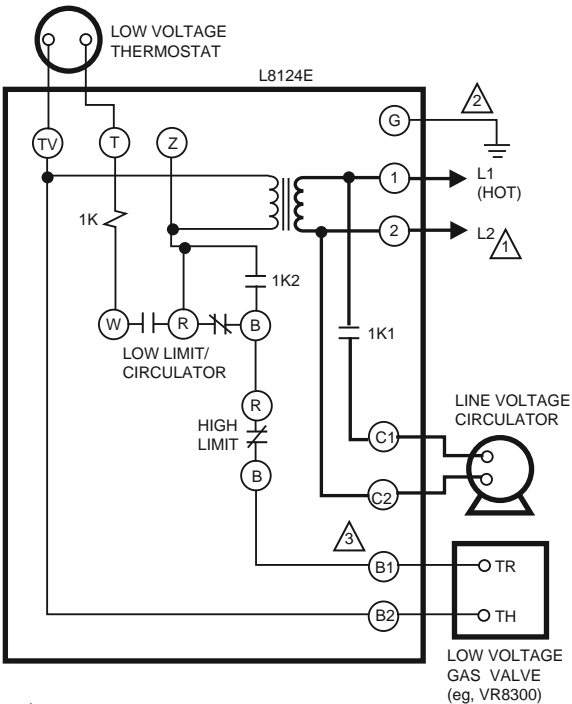 LOW VOLTAGE
THERMOSTAT
L8124E
TV
T
Z
G
2
1
L1
(HOT)
1K
2
L2
1
1K2
W
R
B
1K1
LOW LIMIT/
CIRCULATOR
R
HIGH
LIMIT
LINE VOLTAGE
CIRCULATOR
C1
B
C2
3
B1
TR
B2
TH
LOW VOLTAGE
GAS VALVE
(eg, VR8300)